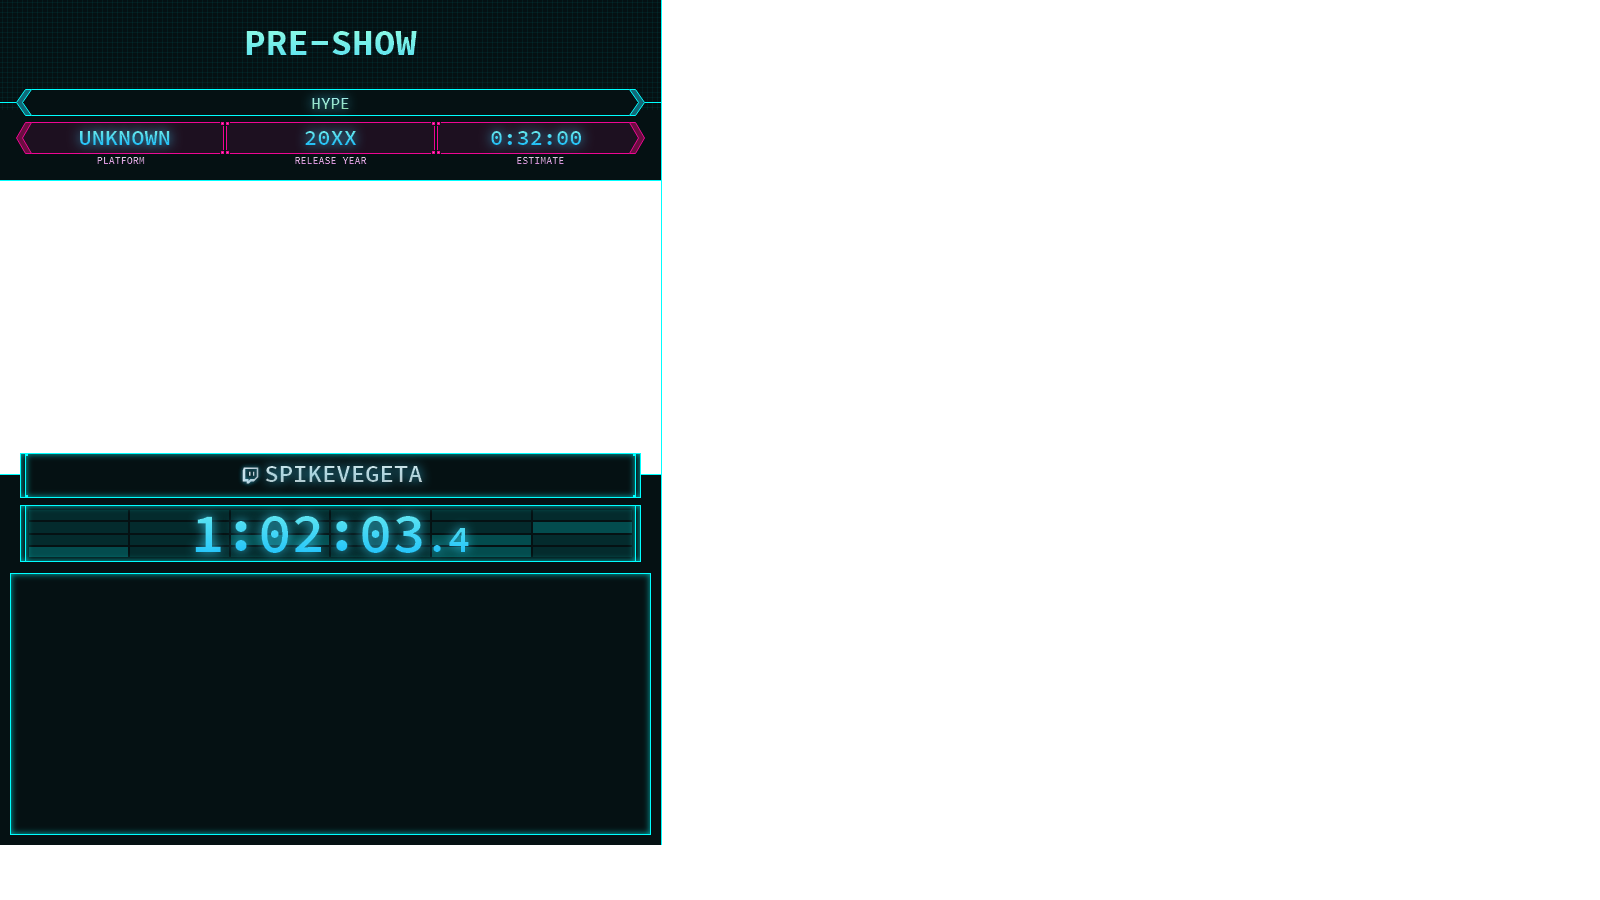 PRE-SHOW
HYPE
UNKNOWN 20XX 0:32:00
PLATFORM RELEASE YEAR ESTIMATE
SPIKEVEGETA
1:02:03.4